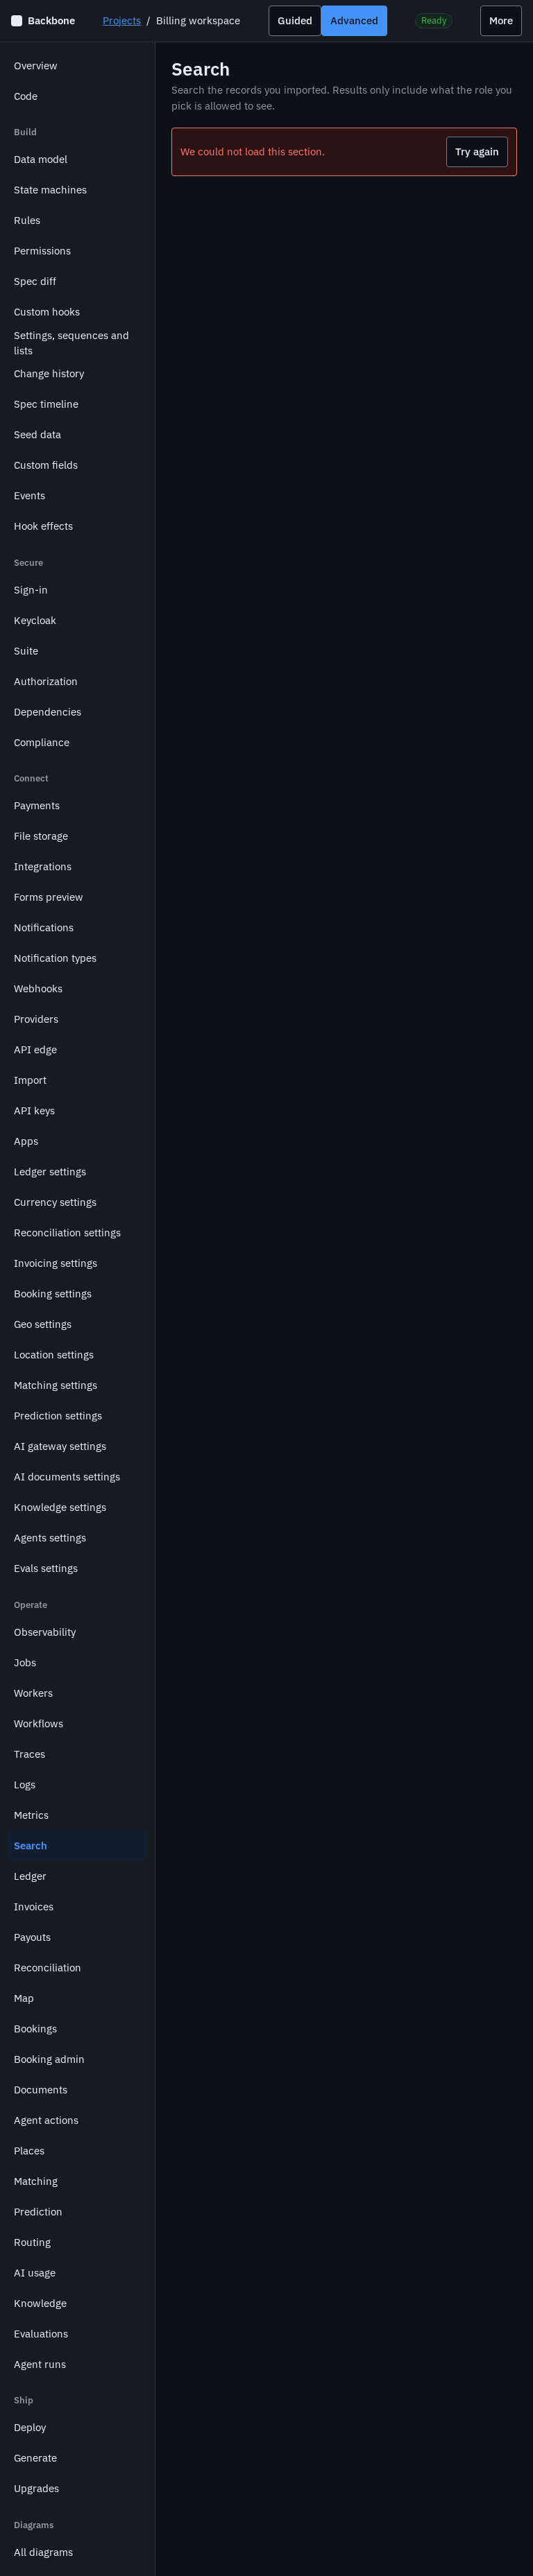 Backbone
Projects / Billing workspace
Guided
Advanced
Ready
More
Overview
Code
Build
Data model
State machines
Rules
Permissions
Spec diff
Custom hooks
Settings, sequences and
lists
Change history
Spec timeline
Seed data
Custom fields
Events
Hook effects
Secure
Sign-in
Keycloak
Suite
Authorization
Dependencies
Compliance
Connect
Payments
File storage
Integrations
Forms preview
Notifications
Notification types
Webhooks
Providers
API edge
Import
API keys
Apps
Ledger settings
Currency settings
Reconciliation settings
Invoicing settings
Booking settings
Geo settings
Location settings
Matching settings
Prediction settings
AI gateway settings
AI documents settings
Knowledge settings
Agents settings
Evals settings
Operate
Observability
Jobs
Workers
Workflows
Traces
Logs
Metrics
Search
Ledger
Invoices
Payouts
Reconciliation
Map
Bookings
Booking admin
Documents
Agent actions
Places
Matching
Prediction
Routing
AI usage
Knowledge
Evaluations
Agent runs
Ship
Deploy
Generate
Upgrades
Diagrams
All diagrams
Search
Search the records you imported. Results only include what the role you
pick is allowed to see.
We could not load this section.
Try again